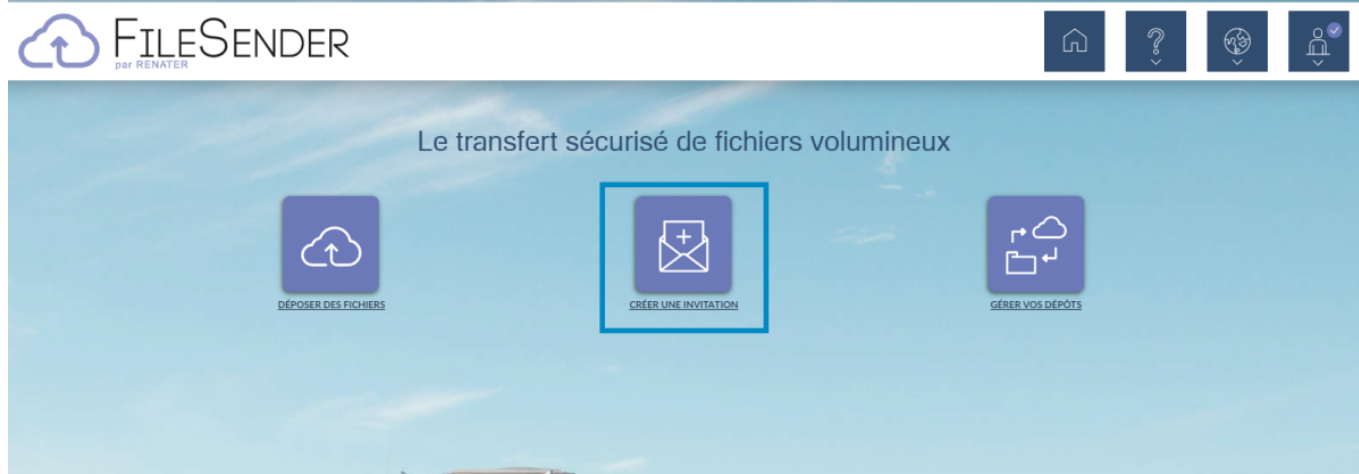 FILESENDER
par RENATER
Le transfert sécurisé de fichiers volumineux
DÉPOSER DES FICHIERS
CRÉER UNE INVITATION
GÉRER VOS DÉPÔTS